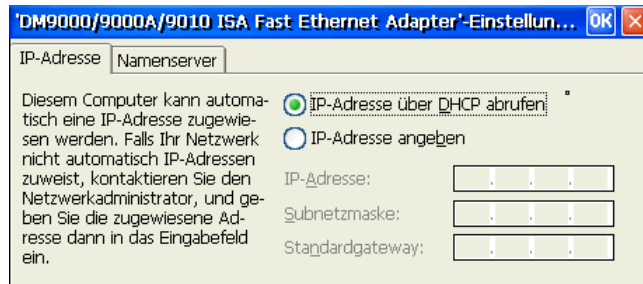 'DM9000/9000A/9010 ISA Fast Ethernet Adapter'-Einstellun... OK
IP-Adresse Namenserver
Diesem Computer kann automa-
tisch eine IP-Adresse zugewie-
sen werden. Falls Ihr Netzwerk
nicht automatisch IP-Adressen
zuweist, kontaktieren Sie den
Netzwerkadministrator, und ge-
ben Sie die zugewiesene Ad-
resse dann in das Eingabefeld
ein.
IP-Adresse über DHCP abrufen
IP-Adresse angeben
IP-Adresse:
Subnetzmaske:
Standardgateway: